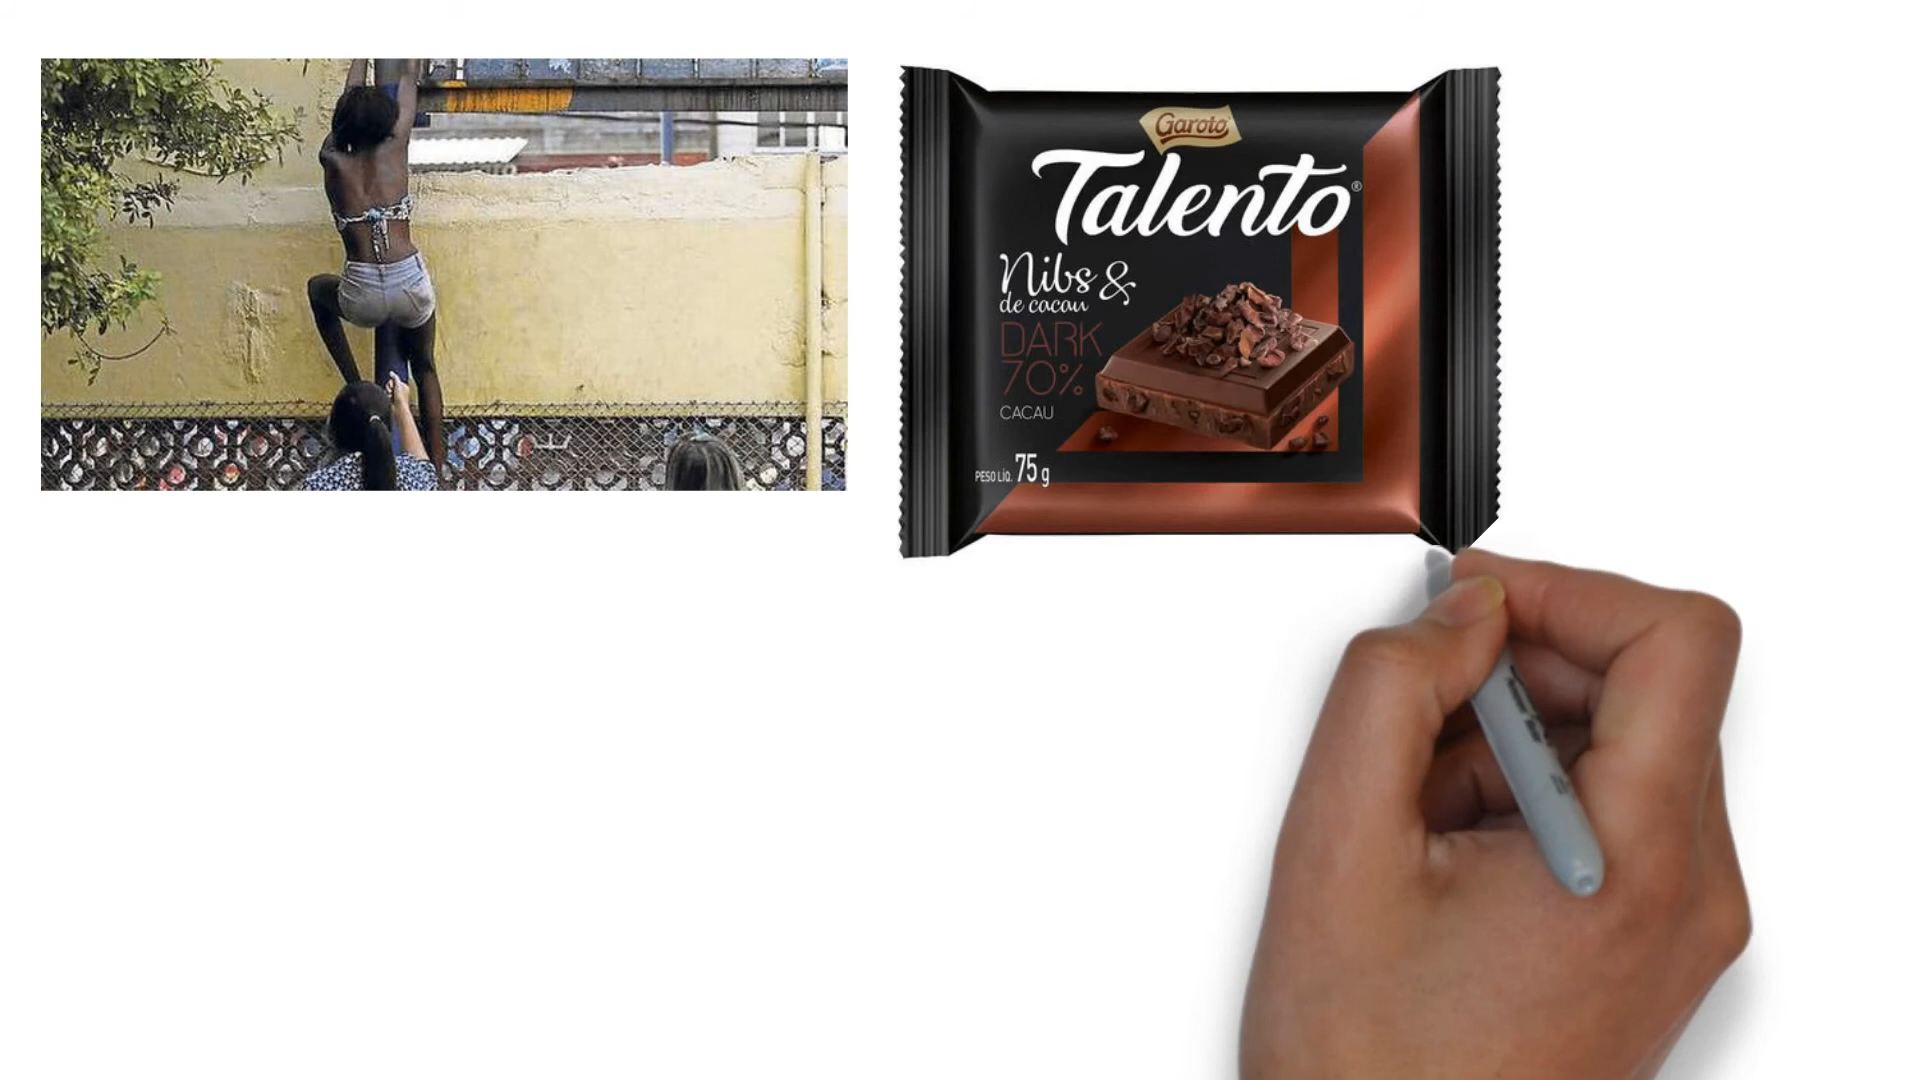 Garoto
Talento®
Nibs &
de cacau
DARK
70%
CACAU
PESO LÍQ. 75 g